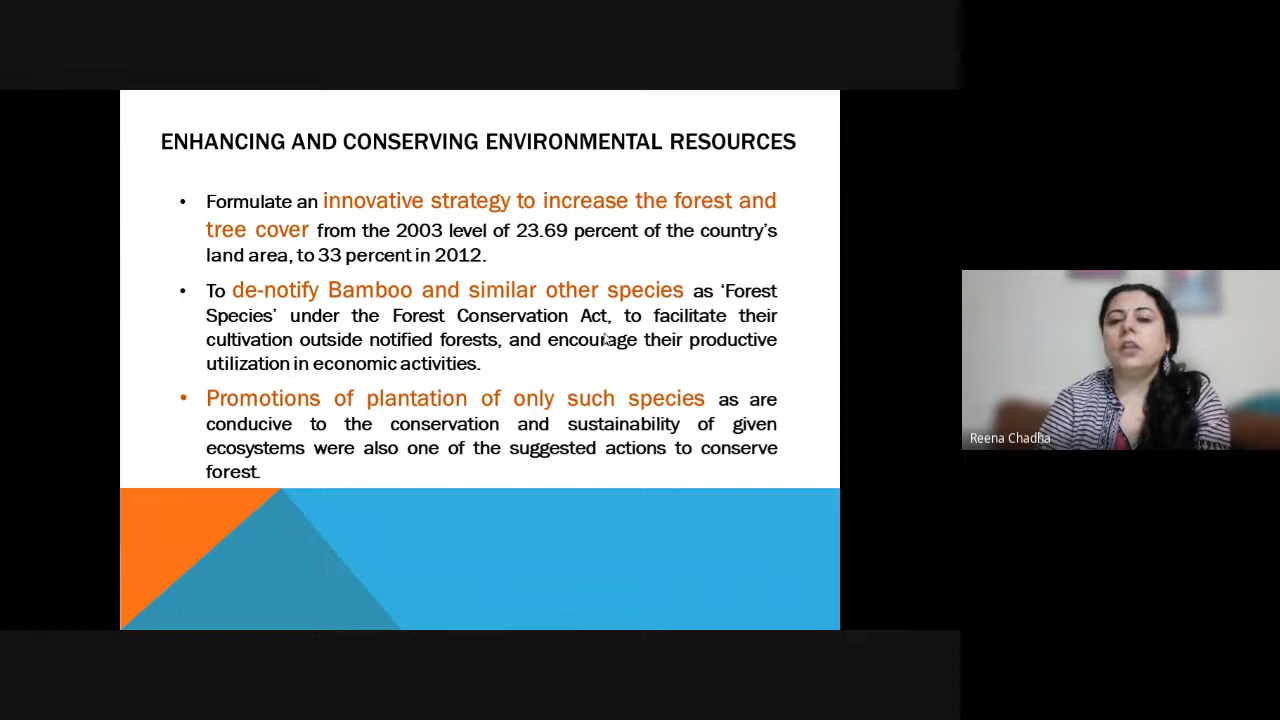 ENHANCING AND CONSERVING ENVIRONMENTAL RESOURCES
• Formulate an innovative strategy to increase the forest and
tree cover from the 2003 level of 23.69 percent of the country's
land area, to 33 percent in 2012.
• To de-notify Bamboo and similar other species as ‘Forest
Species’ under the Forest Conservation Act, to facilitate their
cultivation outside notified forests, and encourage their productive
utilization in economic activities.
• Promotions of plantation of only such species as are
conducive to the conservation and sustainability of given
ecosystems were also one of the suggested actions to conserve
forest.
Reena Chadha